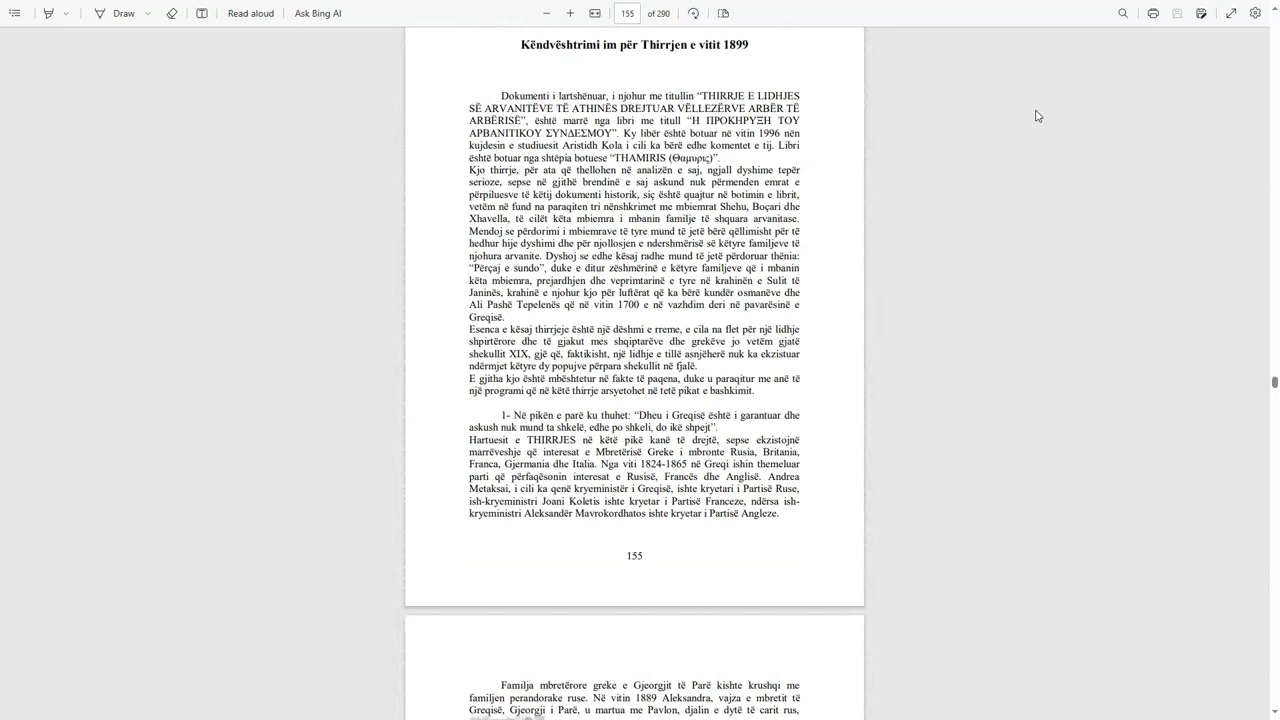 Draw
Read aloud
Ask Bing AI
155
of 290
Këndvështrimi im për Thirrjen e vitit 1899
Dokumenti i lartshënuar, i njohur me titullin “THIRRJE E LIDHJES
SË ARVANITËVE TË ATHINËS DREJTUAR VËLLEZËRVE ARBËR TË
ARBËRISË”, është marrë nga libri me titull “Η ΠΡΟΚΗΡΥΞΗ ΤΟΥ
ΑΡΒΑΝΙΤΙΚΟΥ ΣΥΝΔΕΣΜΟΥ”. Ky libër është botuar në vitin 1996 nën
kujdesin e studiuesit Aristidh Kola i cili ka bërë edhe komentet e tij. Libri
është botuar nga shtëpia botuese “THAMIRIS (Θαμυρις)”.
Kjo thirrje, për ata që thellohen në analizën e saj, ngjall dyshime tepër
serioze, sepse në gjithë brendinë e saj askund nuk përmenden emrat e
përpiluesve të këtij dokumenti historik, siç është quajtur në botimin e librit,
vetëm në fund na paraqiten tri nënshkrimet me mbiemrat Shehu, Boçari dhe
Xhavella, të cilët këta mbiemra i mbanin familje të shquara arvanitase.
Mendoj se përdorimi i mbiemrave të tyre mund të jetë bërë qëllimisht për të
hedhur hije dyshimi dhe për njollosjen e ndershmërisë së këtyre familjeve të
njohura arvanite. Dyshoj se edhe kësaj radhe mund të jetë përdoruar thënia:
“Përçaj e sundo”, duke e ditur zëshmërinë e këtyre familjeve që i mbanin
këta mbiemra, prejardhjen dhe veprimtarinë e tyre në krahinën e Sulit të
Janinës, krahinë e njohur kjo për luftërat që ka bërë kundër osmanëve dhe
Ali Pashë Tepelenës që në vitin 1700 e në vazhdim deri në pavarësinë e
Greqisë.
Esenca e kësaj thirrjeje është një dëshmi e rreme, e cila na flet për një lidhje
shpirtërore dhe të gjakut mes shqiptarëve dhe grekëve jo vetëm gjatë
shekullit XIX, gjë që, faktikisht, një lidhje e tillë asnjëherë nuk ka ekzistuar
ndërmjet këtyre dy popujve përpara shekullit në fjalë.
E gjitha kjo është mbështetur në fakte të paqena, duke u paraqitur me anë të
një programi që në këtë thirrje arsyetohet në tetë pikat e bashkimit.
1- Në pikën e parë ku thuhet: “Dheu i Greqisë është i garantuar dhe
askush nuk mund ta shkelë, edhe po shkeli, do ikë shpejt”.
Hartuesit e THIRRJES në këtë pikë kanë të drejtë, sepse ekzistojnë
marrëveshje që interesat e Mbretërisë Greke i mbronte Rusia, Britania,
Franca, Gjermania dhe Italia. Nga viti 1824-1865 në Greqi ishin themeluar
parti që përfaqësonin interesat e Rusisë, Francës dhe Anglisë. Andrea
Metaksai, i cili ka qenë kryeministër i Greqisë, ishte kryetari i Partisë Ruse,
ish-kryeministri Joani Koletis ishte kryetar i Partisë Franceze, ndërsa ish-
kryeministri Aleksandër Mavrokordhatos ishte kryetar i Partisë Angleze.
155
Familja mbretërore greke e Gjeorgjit të Parë kishte krushqi me
familjen perandorake ruse. Në vitin 1889 Aleksandra, vajza e mbretit të
Greqisë, Gjeorgji i Parë, u martua me Pavlon, djalin e dytë të carit rus,